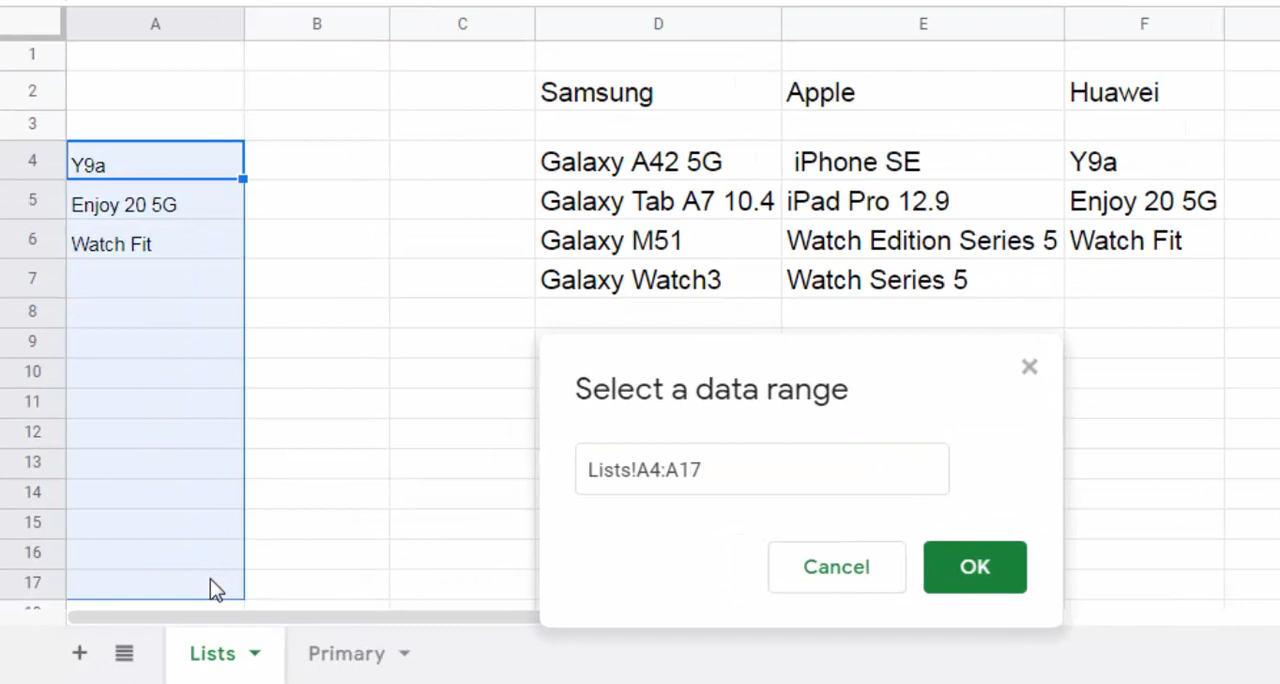 A B C D E F
1
2 Samsung Apple Huawei
3
4 Y9a Galaxy A42 5G iPhone SE Y9a
5 Enjoy 20 5G Galaxy Tab A7 10.4 iPad Pro 12.9 Enjoy 20 5G
6 Watch Fit Galaxy M51 Watch Edition Series 5 Watch Fit
7 Galaxy Watch3 Watch Series 5
8
9
10
11
12
13
14
15
16
17
Select a data range
Lists!A4:A17
Cancel OK
Lists Primary